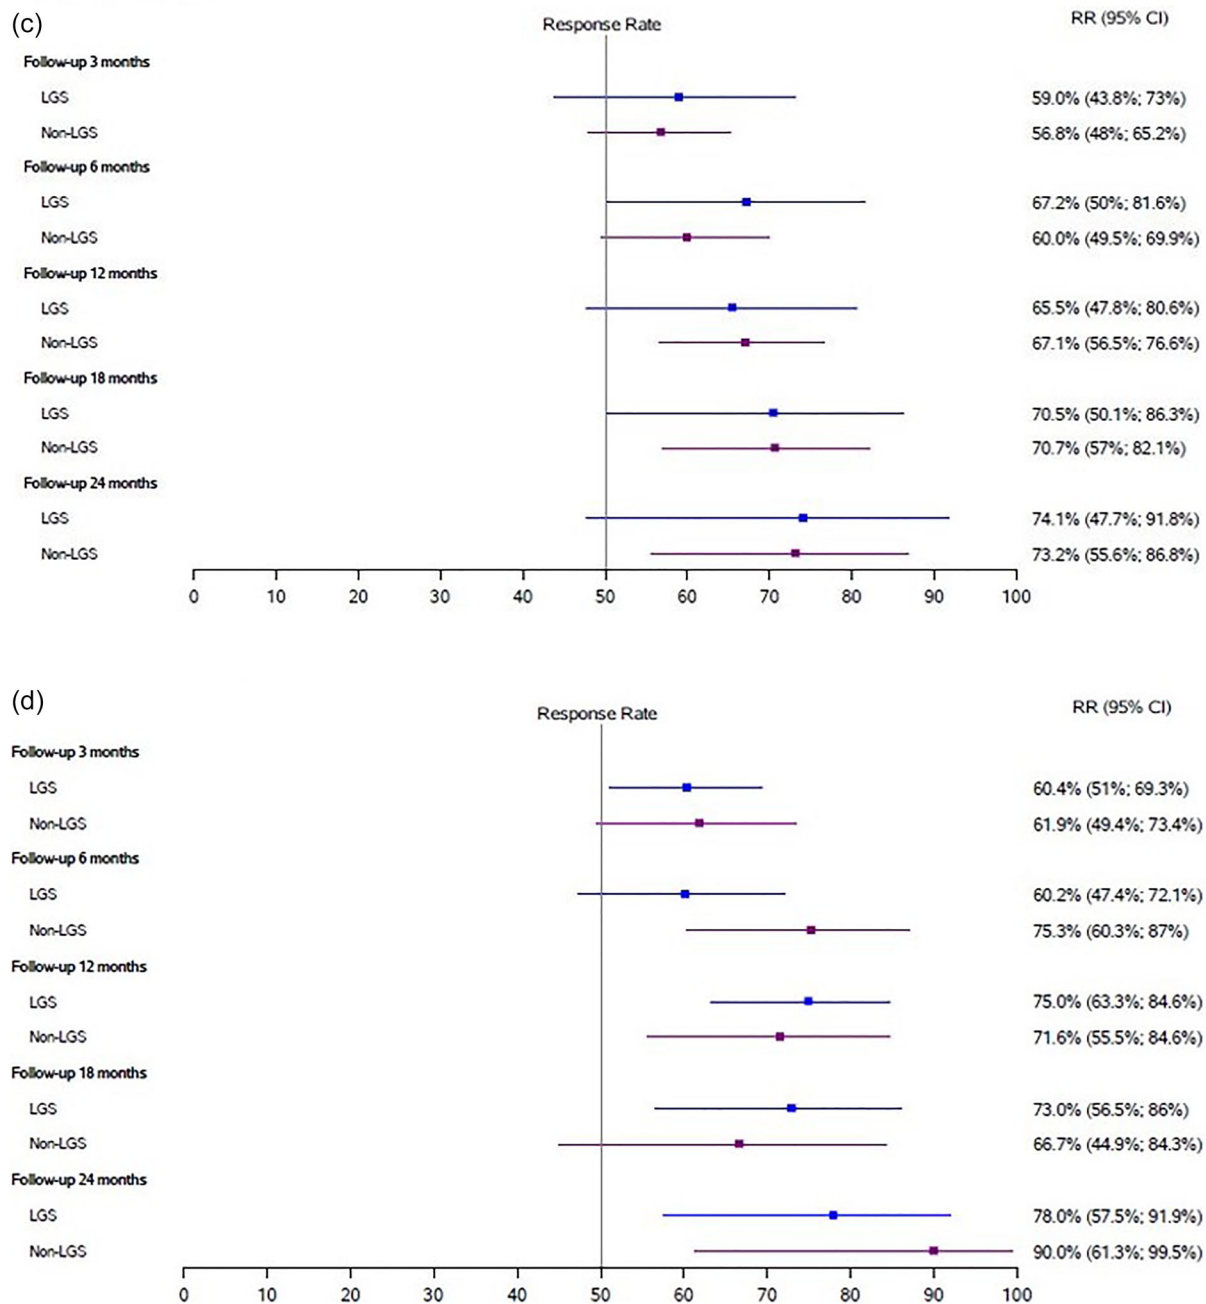 (c)
Response Rate
RR (95% CI)
Follow-up 3 months
LGS 59.0% (43.8%; 73%)
Non-LGS 56.8% (48%; 65.2%)
Follow-up 6 months
LGS 67.2% (50%; 81.6%)
Non-LGS 60.0% (49.5%; 69.9%)
Follow-up 12 months
LGS 65.5% (47.8%; 80.6%)
Non-LGS 67.1% (56.5%; 76.6%)
Follow-up 18 months
LGS 70.5% (50.1%; 86.3%)
Non-LGS 70.7% (57%; 82.1%)
Follow-up 24 months
LGS 74.1% (47.7%; 91.8%)
Non-LGS 73.2% (55.6%; 86.8%)
0 10 20 30 40 50 60 70 80 90 100
(d)
Response Rate
RR (95% CI)
Follow-up 3 months
LGS 60.4% (51%; 69.3%)
Non-LGS 61.9% (49.4%; 73.4%)
Follow-up 6 months
LGS 60.2% (47.4%; 72.1%)
Non-LGS 75.3% (60.3%; 87%)
Follow-up 12 months
LGS 75.0% (63.3%; 84.6%)
Non-LGS 71.6% (55.5%; 84.6%)
Follow-up 18 months
LGS 73.0% (56.5%; 86%)
Non-LGS 66.7% (44.9%; 84.3%)
Follow-up 24 months
LGS 78.0% (57.5%; 91.9%)
Non-LGS 90.0% (61.3%; 99.5%)
0 10 20 30 40 50 60 70 80 90 100